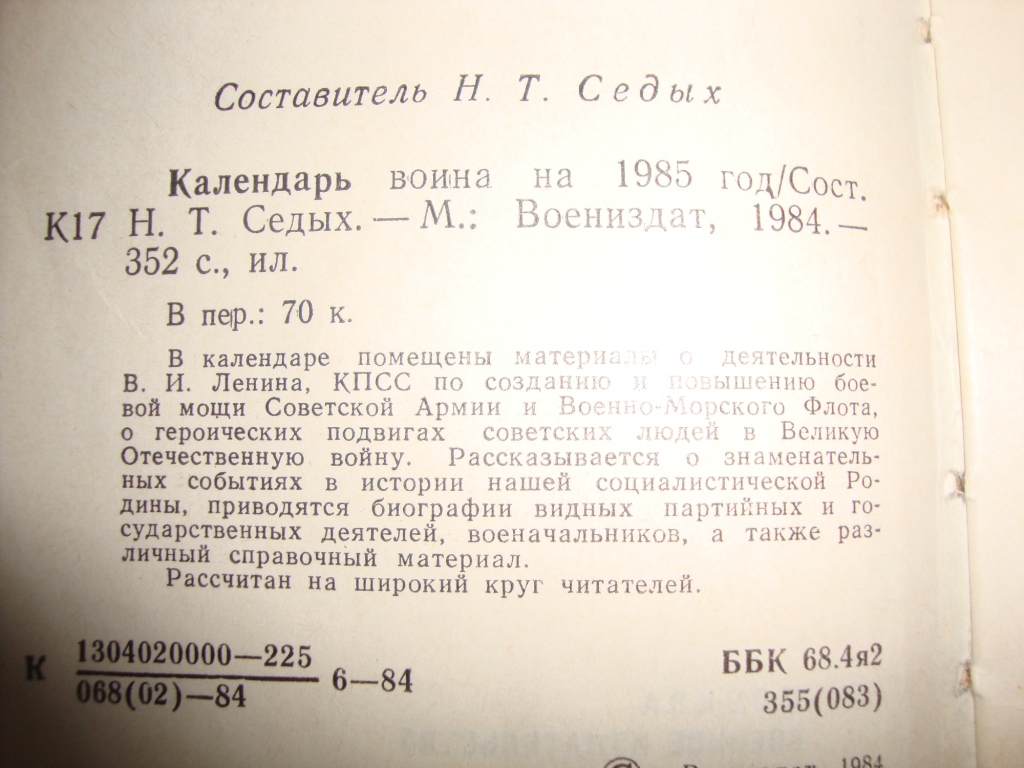 Составитель Н. Т. Седых
Календарь воина на 1985 год/Сост.
К17 Н. Т. Седых. — М.: Воениздат, 1984.—
352 с., ил.
В пер.: 70 к.
В календаре помещены материалы о деятельности
В. И. Ленина, КПСС по созданию и повышению бое-
вой мощи Советской Армии и Военно-Морского Флота,
о героических подвигах советских людей в Великую
Отечественную войну. Рассказывается о знаменатель-
ных событиях в истории нашей социалистической Ро-
дины, приводятся биографии видных партийных и го-
сударственных деятелей, военачальников, а также раз-
личный справочный материал.
Рассчитан на широкий круг читателей.
К 1304020000—225
068(02)—84 6—84
ББК 68.4я2
355(083)
© Воениздат, 1984